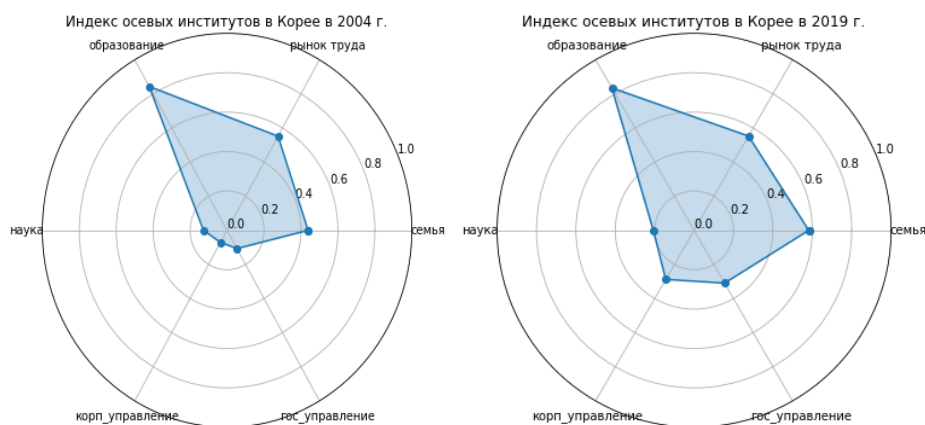 Индекс осевых институтов в Корее в 2004 г.
образование
рынок труда
1.0
0.8
0.6
0.4
0.2
0.0
наука
семья
корп_управление
гос_управление
Индекс осевых институтов в Корее в 2019 г.
образование
рынок труда
1.0
0.8
0.6
0.4
0.2
0.0
наука
семья
корп_управление
гос_управление